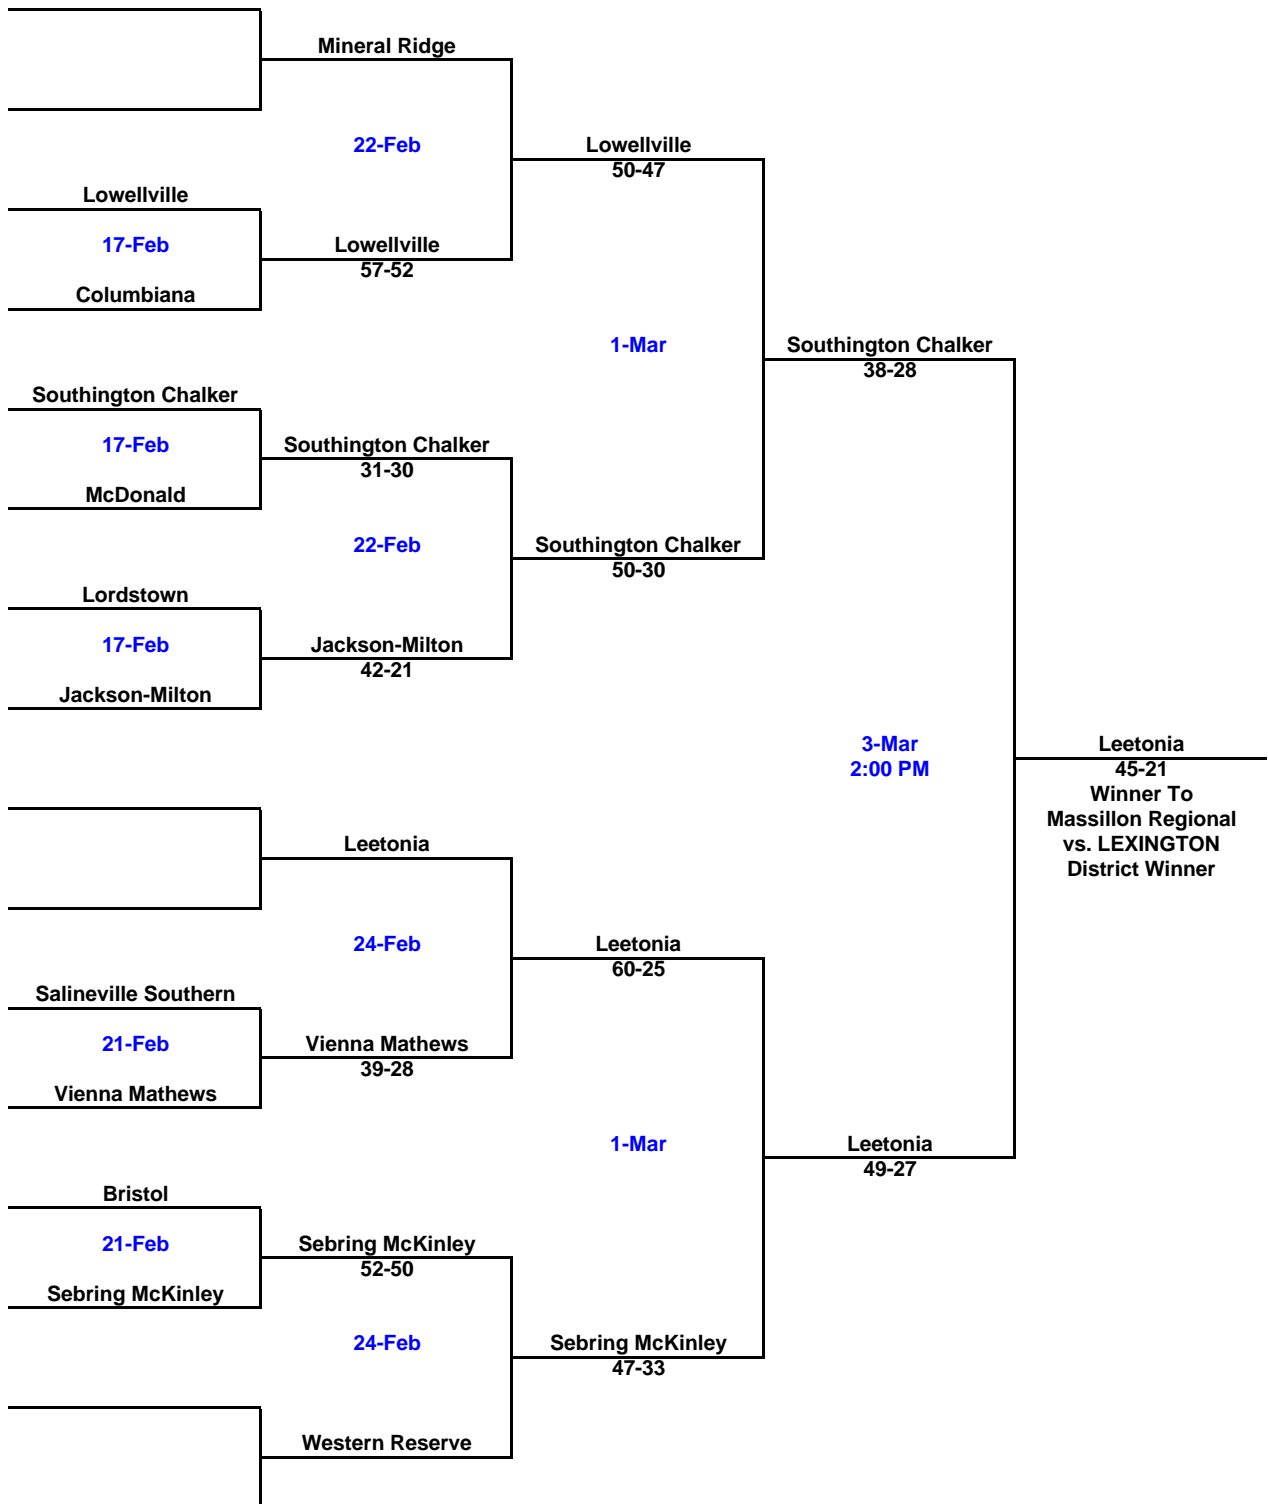 Mineral Ridge
22-Feb
Lowellville
50-47
Lowellville
17-Feb
Lowellville
57-52
Columbiana
1-Mar
Southington Chalker
38-28
Southington Chalker
17-Feb
Southington Chalker
31-30
McDonald
22-Feb
Southington Chalker
50-30
Lordstown
17-Feb
Jackson-Milton
42-21
Jackson-Milton
3-Mar
2:00 PM
Leetonia
45-21
Winner To
Massillon Regional
vs. LEXINGTON
District Winner
Leetonia
24-Feb
Leetonia
60-25
Salineville Southern
21-Feb
Vienna Mathews
39-28
Vienna Mathews
1-Mar
Leetonia
49-27
Bristol
21-Feb
Sebring McKinley
52-50
Sebring McKinley
24-Feb
Sebring McKinley
47-33
Western Reserve